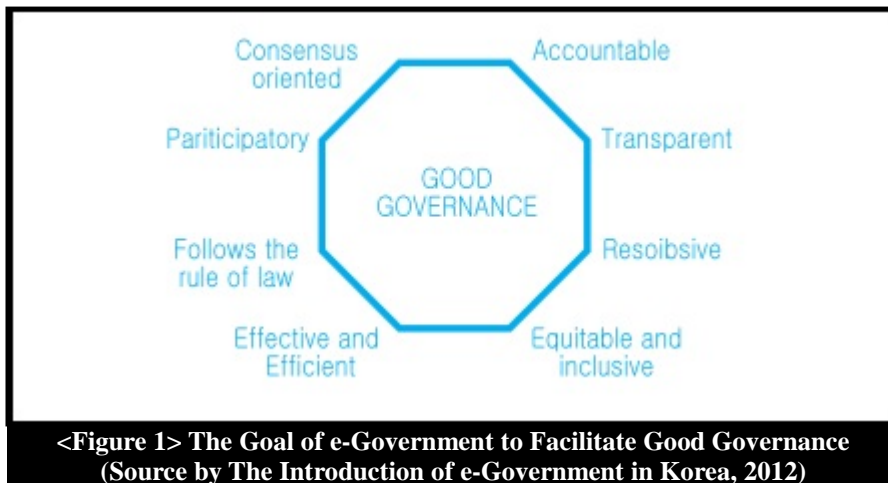 Consensus
oriented
Accountable
Pariticipatory
Transparent
GOOD
GOVERNANCE
Follows the
rule of law
Resoibsive
Effective and
Efficient
Equitable and
inclusive
<Figure 1> The Goal of e-Government to Facilitate Good Governance
(Source by The Introduction of e-Government in Korea, 2012)